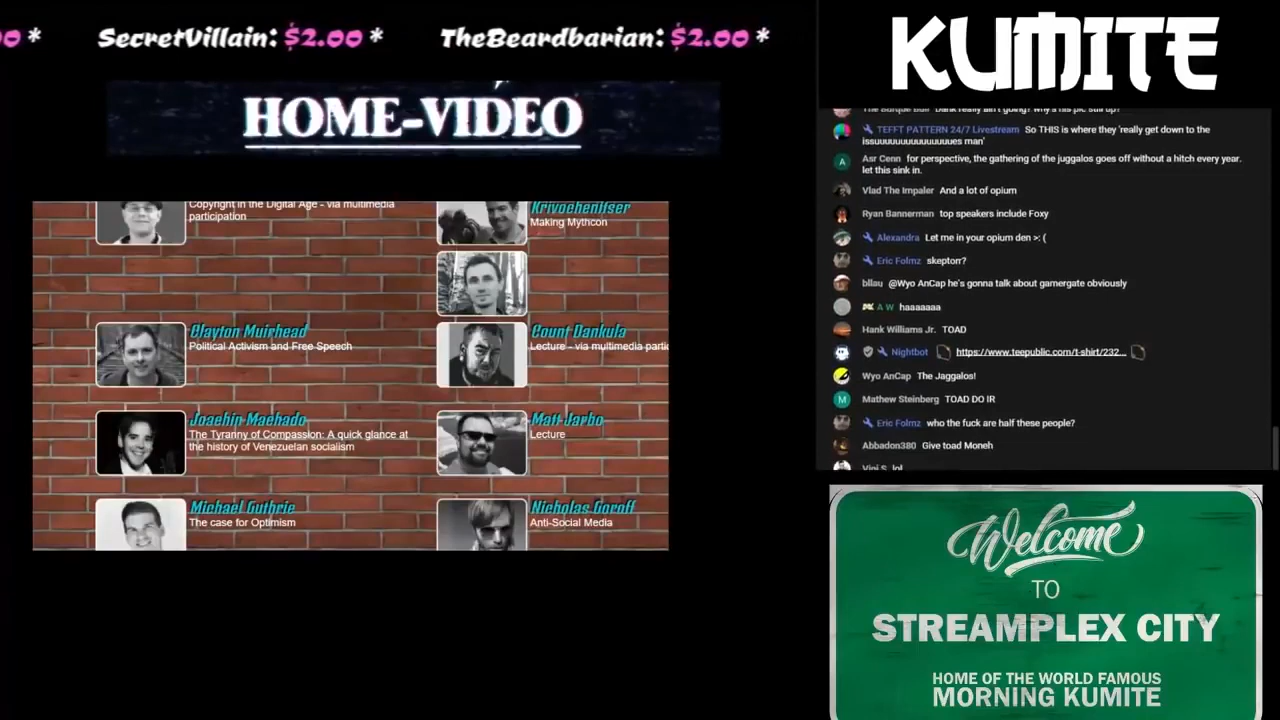 0 *
SecretVillain: $2.00 *
TheBeardbarian: $2.00 *
HOME-VIDEO
Copyright in the Digital Age - via multimedia
participation
Making Mythcon
Clayton Muirhead
Political Activism and Free Speech
Count Dankula
Lecture - via multimedia partic
Joachin Machado
The Tyranny of Compassion: A quick glance at
the history of Venezuelan socialism
Matt Jarbo
Lecture
Michael Guthrie
The case for Optimism
Nicholas Goroff
Anti-Social Media
KUMITE
TEFFT PATTERN 24/7 Livestream So THIS is where they 'really get down to the
issuuuuuuuuuuuuuues man'
Asr Cenn for perspective, the gathering of the juggalos goes off without a hitch every year.
let this sink in.
Vlad The Impaler And a lot of opium
Ryan Bannerman top speakers include Foxy
Alexandra Let me in your opium den >: (
Eric Folmz skeptorr?
bllau @Wyo AnCap he's gonna talk about gamergate obviously
A W haaaaaaa
Hank Williams Jr. TOAD
Nightbot https://www.teepublic.com/t-shirt/232...
Wyo AnCap The Jaggalos!
Mathew Steinberg TOAD DO IR
Eric Folmz who the fuck are half these people?
Abbadon380 Give toad Moneh
Vini S. lol
Welcome
TO
STREAMPLEX CITY
HOME OF THE WORLD FAMOUS
MORNING KUMITE